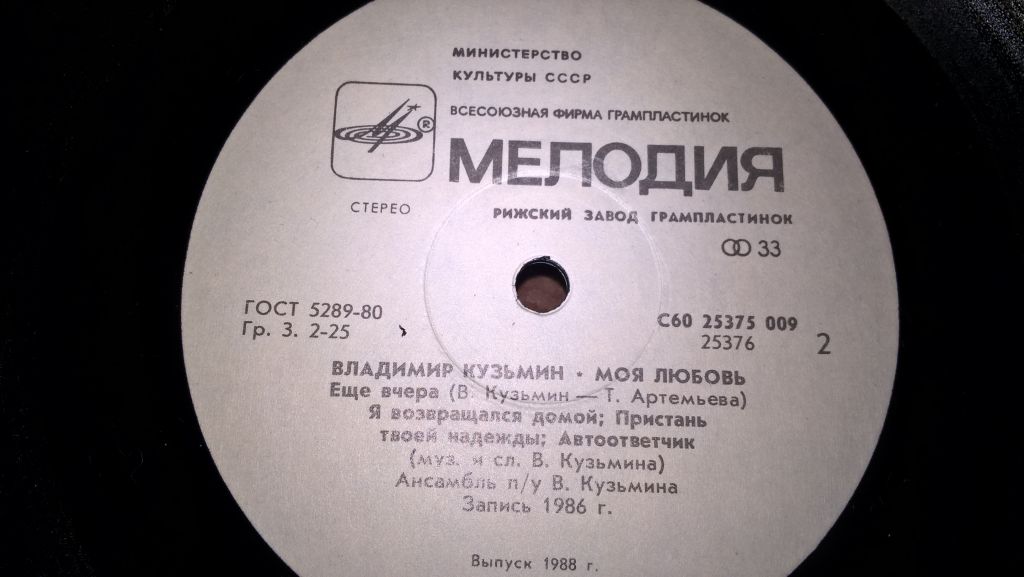 МИНИСТЕРСТВО
КУЛЬТУРЫ СССР
ВСЕСОЮЗНАЯ ФИРМА ГРАМПЛАСТИНОК
®
МЕЛОДИЯ
СТЕРЕО
РИЖСКИЙ ЗАВОД ГРАМПЛАСТИНОК
33
ГОСТ 5289-80
Гр. 3. 2-25
С60 25375 009
25376
2
ВЛАДИМИР КУЗЬМИН • МОЯ ЛЮБОВЬ
Еще вчера (В. Кузьмин — Т. Артемьева)
Я возвращался домой; Пристань
твоей надежды; Автоответчик
(муз. и сл. В. Кузьмина)
Ансамбль п/у В. Кузьмина
Запись 1986 г.
Выпуск 1988 г.